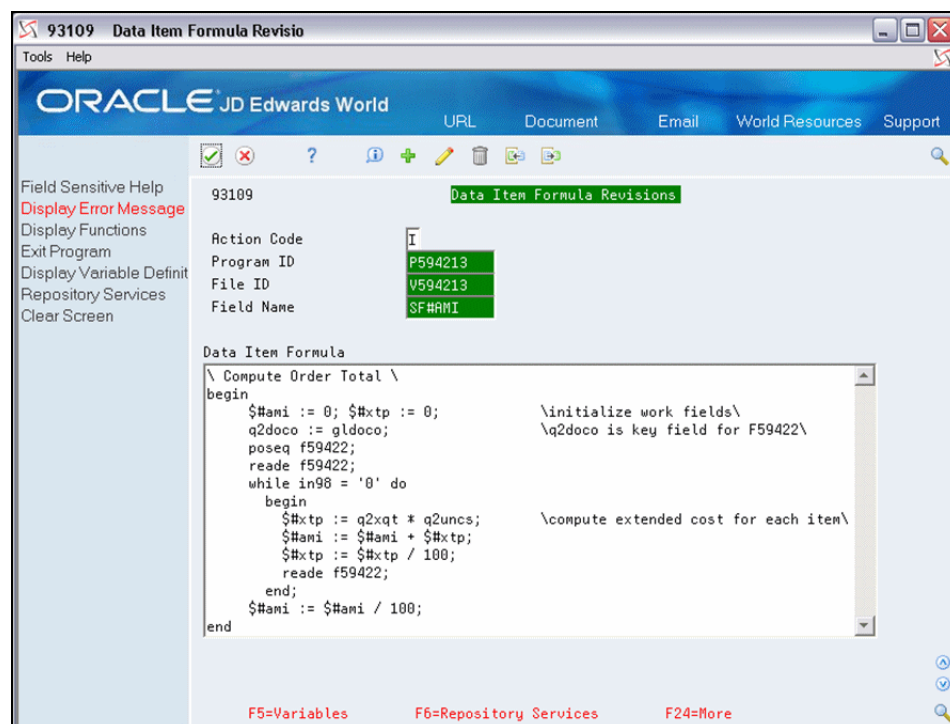 93109 Data Item Formula Revisio
Tools Help
ORACLE JD Edwards World
URL Document Email World Resources Support
Field Sensitive Help
Display Error Message
Display Functions
Exit Program
Display Variable Definit
Repository Services
Clear Screen
93109 Data Item Formula Revisions
Action Code I
Program ID P594213
File ID V594213
Field Name SF#AMI
Data Item Formula
\ Compute Order Total \
begin
$#ami := 0; $#xtp := 0; \initialize work fields\
q2doco := gldoco; \q2doco is key field for F59422\
poseq f59422;
reade f59422;
while in98 = '0' do
begin
$#xtp := q2xqt * q2uncs; \compute extended cost for each item\
$#ami := $#ami + $#xtp;
$#xtp := $#xtp / 100;
reade f59422;
end;
$#ami := $#ami / 100;
end
F5=Variables F6=Repository Services F24=More